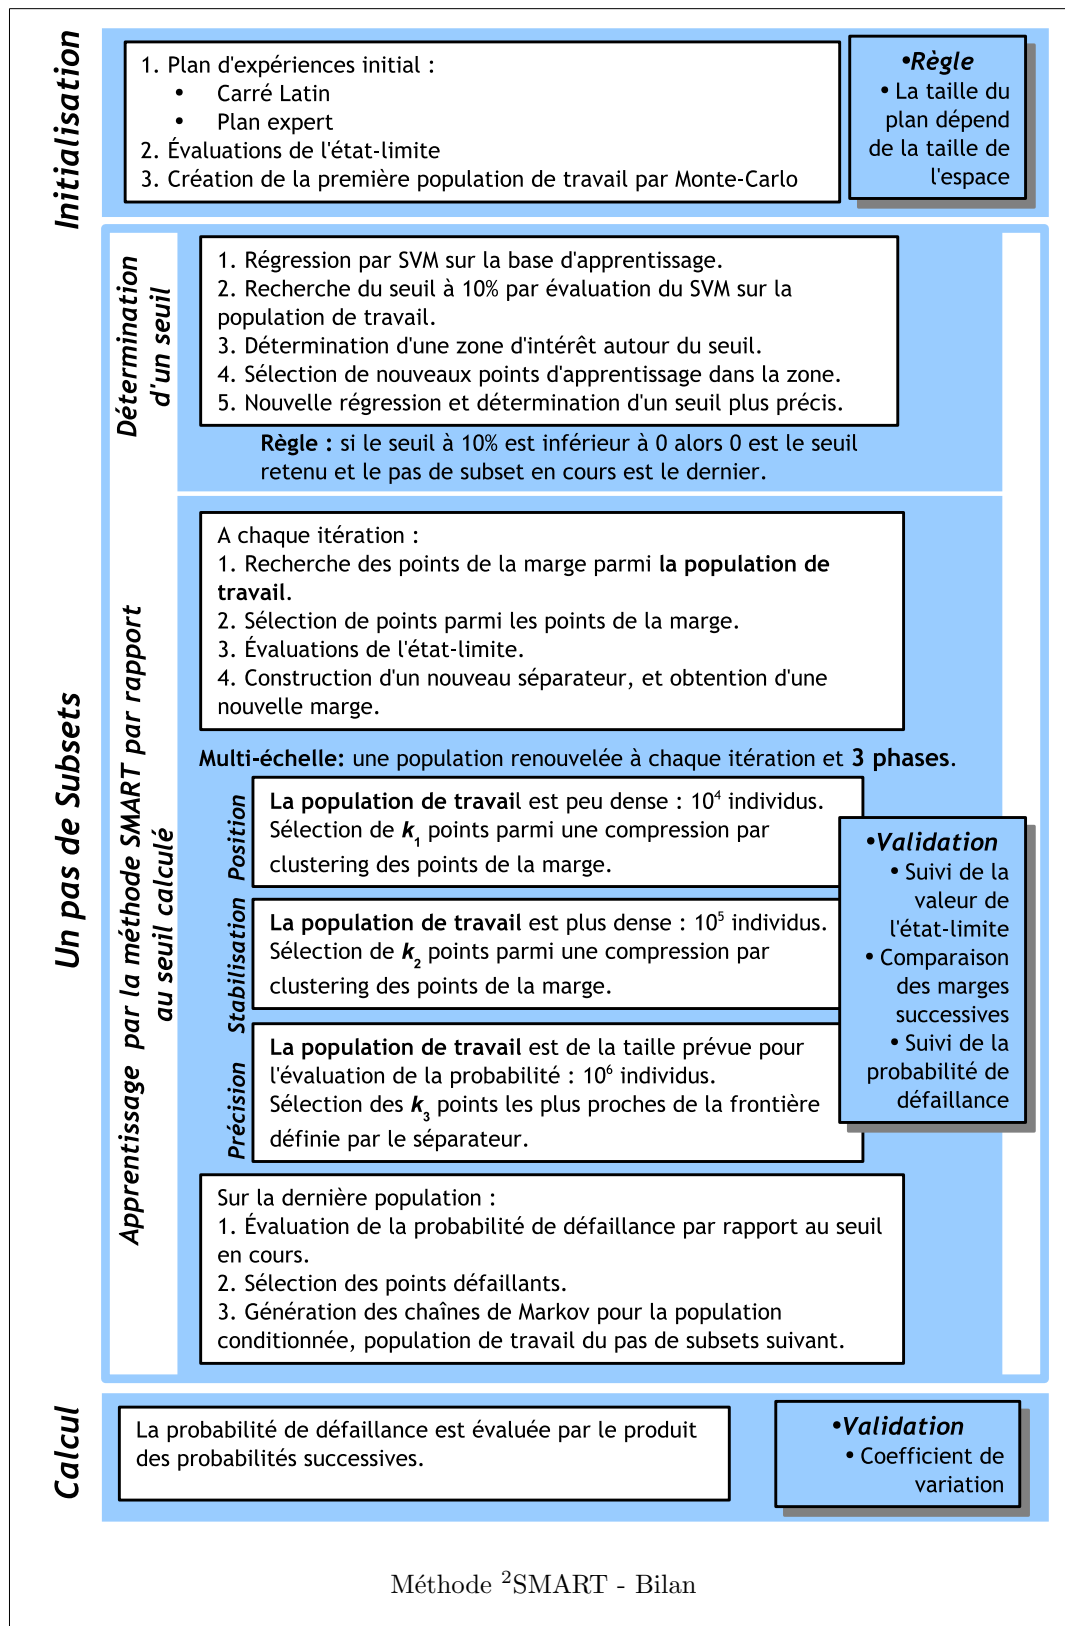 Initialisation
1. Plan d'expériences initial :
• Carré Latin
• Plan expert
2. Évaluations de l'état-limite
3. Création de la première population de travail par Monte-Carlo
•Règle
• La taille du
plan dépend
de la taille de
l'espace
Un pas de Subsets
Détermination
d'un seuil
1. Régression par SVM sur la base d'apprentissage.
2. Recherche du seuil à 10% par évaluation du SVM sur la
population de travail.
3. Détermination d'une zone d'intérêt autour du seuil.
4. Sélection de nouveaux points d'apprentissage dans la zone.
5. Nouvelle régression et détermination d'un seuil plus précis.
Règle : si le seuil à 10% est inférieur à 0 alors 0 est le seuil
retenu et le pas de subset en cours est le dernier.
Apprentissage par la méthode SMART par rapport
au seuil calculé
A chaque itération :
1. Recherche des points de la marge parmi la population de
travail.
2. Sélection de points parmi les points de la marge.
3. Évaluations de l'état-limite.
4. Construction d'un nouveau séparateur, et obtention d'une
nouvelle marge.
Multi-échelle: une population renouvelée à chaque itération et 3 phases.
Position
La population de travail est peu dense : 10⁴ individus.
Sélection de k₁ points parmi une compression par
clustering des points de la marge.
Stabilisation
La population de travail est plus dense : 10⁵ individus.
Sélection de k₂ points parmi une compression par
clustering des points de la marge.
Précision
La population de travail est de la taille prévue pour
l'évaluation de la probabilité : 10⁶ individus.
Sélection des k₃ points les plus proches de la frontière
définie par le séparateur.
•Validation
• Suivi de la
valeur de
l'état-limite
• Comparaison
des marges
successives
• Suivi de la
probabilité de
défaillance
Sur la dernière population :
1. Évaluation de la probabilité de défaillance par rapport au seuil
en cours.
2. Sélection des points défaillants.
3. Génération des chaînes de Markov pour la population
conditionnée, population de travail du pas de subsets suivant.
Calcul
La probabilité de défaillance est évaluée par le produit
des probabilités successives.
•Validation
• Coefficient de
variation
Méthode ²SMART - Bilan